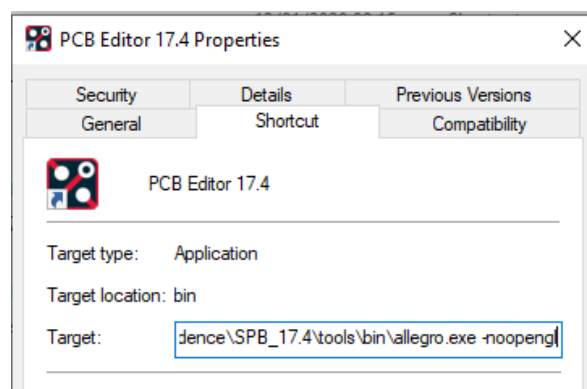 PCB Editor 17.4 Properties
Security Details Previous Versions
General Shortcut Compatibility
PCB Editor 17.4
Target type: Application
Target location: bin
Target: dence\SPB_17.4\tools\bin\allegro.exe -noopengl